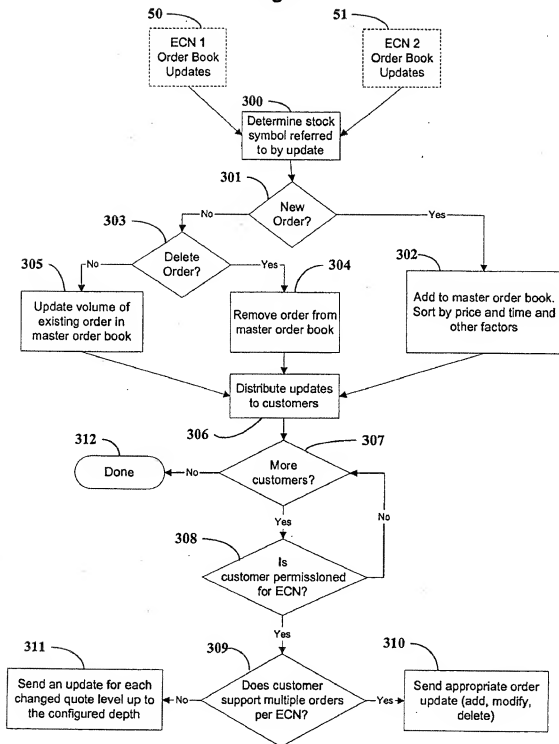 50
51
ECN 1
Order Book
Updates
ECN 2
Order Book
Updates
300
Determine stock
symbol referred
to by update
301
New
Order?
No
Yes
303
Delete
Order?
No
Yes
305
304
302
Update volume of
existing order in
master order book
Remove order from
master order book
Add to master order book.
Sort by price and time and
other factors
Distribute updates
to customers
306
307
312
Done
No
More
customers?
Yes
No
308
Is
customer permissioned
for ECN?
Yes
311
309
310
Send an update for each
changed quote level up to
the configured depth
No
Does customer
support multiple orders
per ECN?
Yes
Send appropriate order
update (add, modify,
delete)